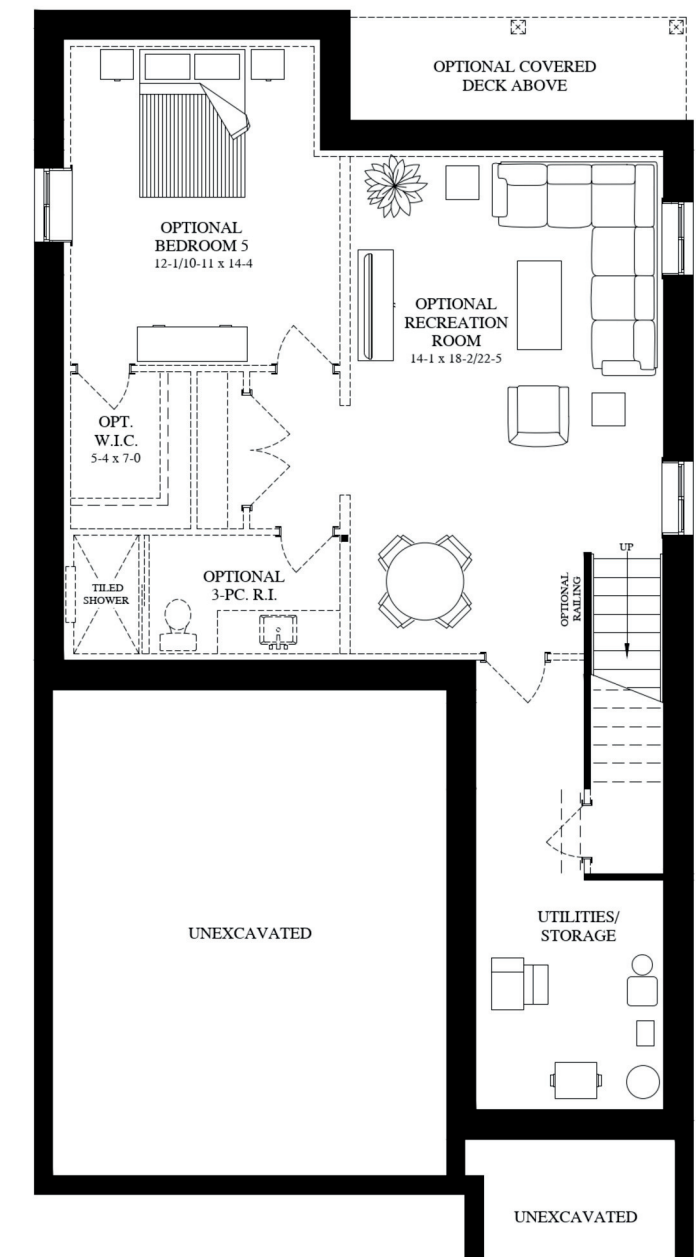 OPTIONAL COVERED
DECK ABOVE
OPTIONAL
BEDROOM 5
12-1/10-11 x 14-4
OPTIONAL
RECREATION
ROOM
14-1 x 18-2/22-5
OPT.
W.I.C.
5-4 x 7-0
TILED
SHOWER
OPTIONAL
3-PC. R.I.
OPTIONAL
RAILING
UP
UTILITIES/
STORAGE
UNEXCAVATED
UNEXCAVATED